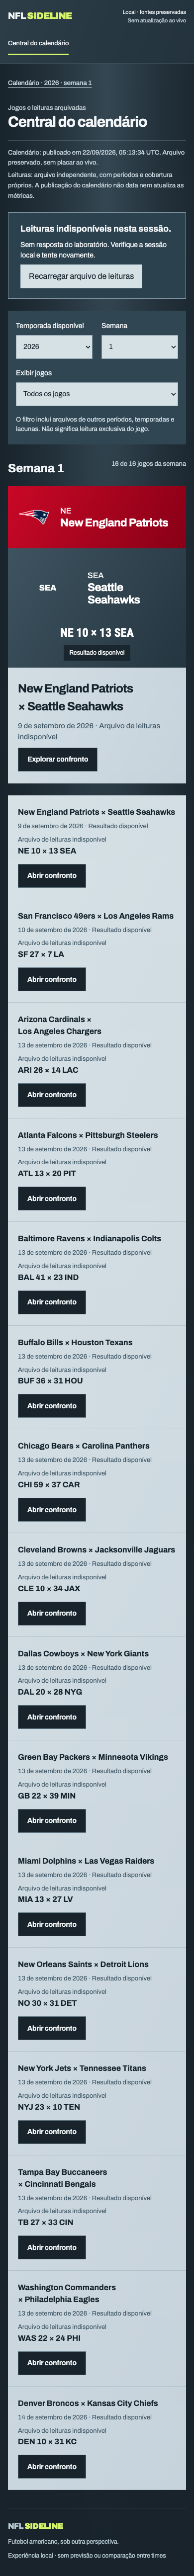 NFL SIDELINE
Local · fontes preservadas
Sem atualização ao vivo
Central do calendário
Calendário · 2026 · semana 1
Jogos e leituras arquivadas
Central do calendário
Calendário: publicado em 22/09/2026, 05:13:34 UTC. Arquivo
preservado, sem placar ao vivo.
Leituras: arquivo independente, com períodos e cobertura
próprios. A publicação do calendário não data nem atualiza as
métricas.
Leituras indisponíveis nesta sessão.
Sem resposta do laboratório. Verifique a sessão
local e tente novamente.
Recarregar arquivo de leituras
Temporada disponível
Semana
2026
1
Exibir jogos
Todos os jogos
O filtro inclui arquivos de outros períodos, temporadas e
lacunas. Não significa leitura exclusiva do jogo.
Semana 1
16 de 16 jogos da semana
NE
New England Patriots
SEA
SEA
Seattle
Seahawks
NE 10 × 13 SEA
Resultado disponível
New England Patriots
× Seattle Seahawks
9 de setembro de 2026 · Arquivo de leituras
indisponível
Explorar confronto
New England Patriots × Seattle Seahawks
9 de setembro de 2026 · Resultado disponível
Arquivo de leituras indisponível
NE 10 × 13 SEA
Abrir confronto
San Francisco 49ers × Los Angeles Rams
10 de setembro de 2026 · Resultado disponível
Arquivo de leituras indisponível
SF 27 × 7 LA
Abrir confronto
Arizona Cardinals ×
Los Angeles Chargers
13 de setembro de 2026 · Resultado disponível
Arquivo de leituras indisponível
ARI 26 × 14 LAC
Abrir confronto
Atlanta Falcons × Pittsburgh Steelers
13 de setembro de 2026 · Resultado disponível
Arquivo de leituras indisponível
ATL 13 × 20 PIT
Abrir confronto
Baltimore Ravens × Indianapolis Colts
13 de setembro de 2026 · Resultado disponível
Arquivo de leituras indisponível
BAL 41 × 23 IND
Abrir confronto
Buffalo Bills × Houston Texans
13 de setembro de 2026 · Resultado disponível
Arquivo de leituras indisponível
BUF 36 × 31 HOU
Abrir confronto
Chicago Bears × Carolina Panthers
13 de setembro de 2026 · Resultado disponível
Arquivo de leituras indisponível
CHI 59 × 37 CAR
Abrir confronto
Cleveland Browns × Jacksonville Jaguars
13 de setembro de 2026 · Resultado disponível
Arquivo de leituras indisponível
CLE 10 × 34 JAX
Abrir confronto
Dallas Cowboys × New York Giants
13 de setembro de 2026 · Resultado disponível
Arquivo de leituras indisponível
DAL 20 × 28 NYG
Abrir confronto
Green Bay Packers × Minnesota Vikings
13 de setembro de 2026 · Resultado disponível
Arquivo de leituras indisponível
GB 22 × 39 MIN
Abrir confronto
Miami Dolphins × Las Vegas Raiders
13 de setembro de 2026 · Resultado disponível
Arquivo de leituras indisponível
MIA 13 × 27 LV
Abrir confronto
New Orleans Saints × Detroit Lions
13 de setembro de 2026 · Resultado disponível
Arquivo de leituras indisponível
NO 30 × 31 DET
Abrir confronto
New York Jets × Tennessee Titans
13 de setembro de 2026 · Resultado disponível
Arquivo de leituras indisponível
NYJ 23 × 10 TEN
Abrir confronto
Tampa Bay Buccaneers
× Cincinnati Bengals
13 de setembro de 2026 · Resultado disponível
Arquivo de leituras indisponível
TB 27 × 33 CIN
Abrir confronto
Washington Commanders
× Philadelphia Eagles
13 de setembro de 2026 · Resultado disponível
Arquivo de leituras indisponível
WAS 22 × 24 PHI
Abrir confronto
Denver Broncos × Kansas City Chiefs
14 de setembro de 2026 · Resultado disponível
Arquivo de leituras indisponível
DEN 10 × 31 KC
Abrir confronto
NFL SIDELINE
Futebol americano, sob outra perspectiva.
Experiência local · sem previsão ou comparação entre times